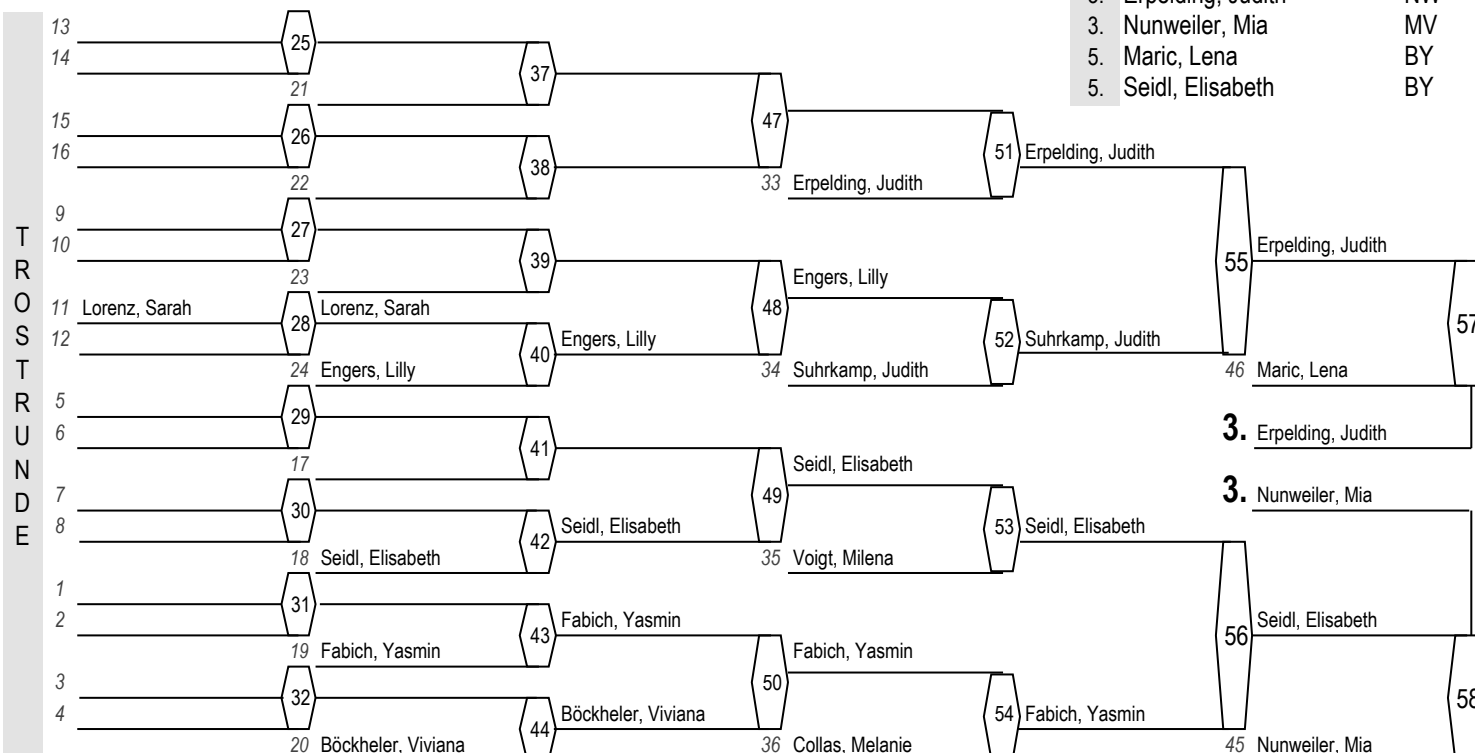 3. Erpelding, Judith NW
3. Nunweiler, Mia MV
5. Maric, Lena BY
5. Seidl, Elisabeth BY
TROSTRUNDE
13
14
25
21
37
15
16
26
22
38
47
33 Erpelding, Judith
51 Erpelding, Judith
9
10
27
23
39
11 Lorenz, Sarah
12
28 Lorenz, Sarah
24 Engers, Lilly
40 Engers, Lilly
48 Engers, Lilly
34 Suhrkamp, Judith
52 Suhrkamp, Judith
55 Erpelding, Judith
46 Maric, Lena
57
3. Erpelding, Judith
3. Nunweiler, Mia
5
6
29
17
41
7
8
30
18 Seidl, Elisabeth
42 Seidl, Elisabeth
49 Seidl, Elisabeth
35 Voigt, Milena
53 Seidl, Elisabeth
1
2
31
19 Fabich, Yasmin
43 Fabich, Yasmin
3
4
32
20 Böckheler, Viviana
44 Böckheler, Viviana
50 Fabich, Yasmin
36 Collas, Melanie
54 Fabich, Yasmin
56 Seidl, Elisabeth
45 Nunweiler, Mia
58